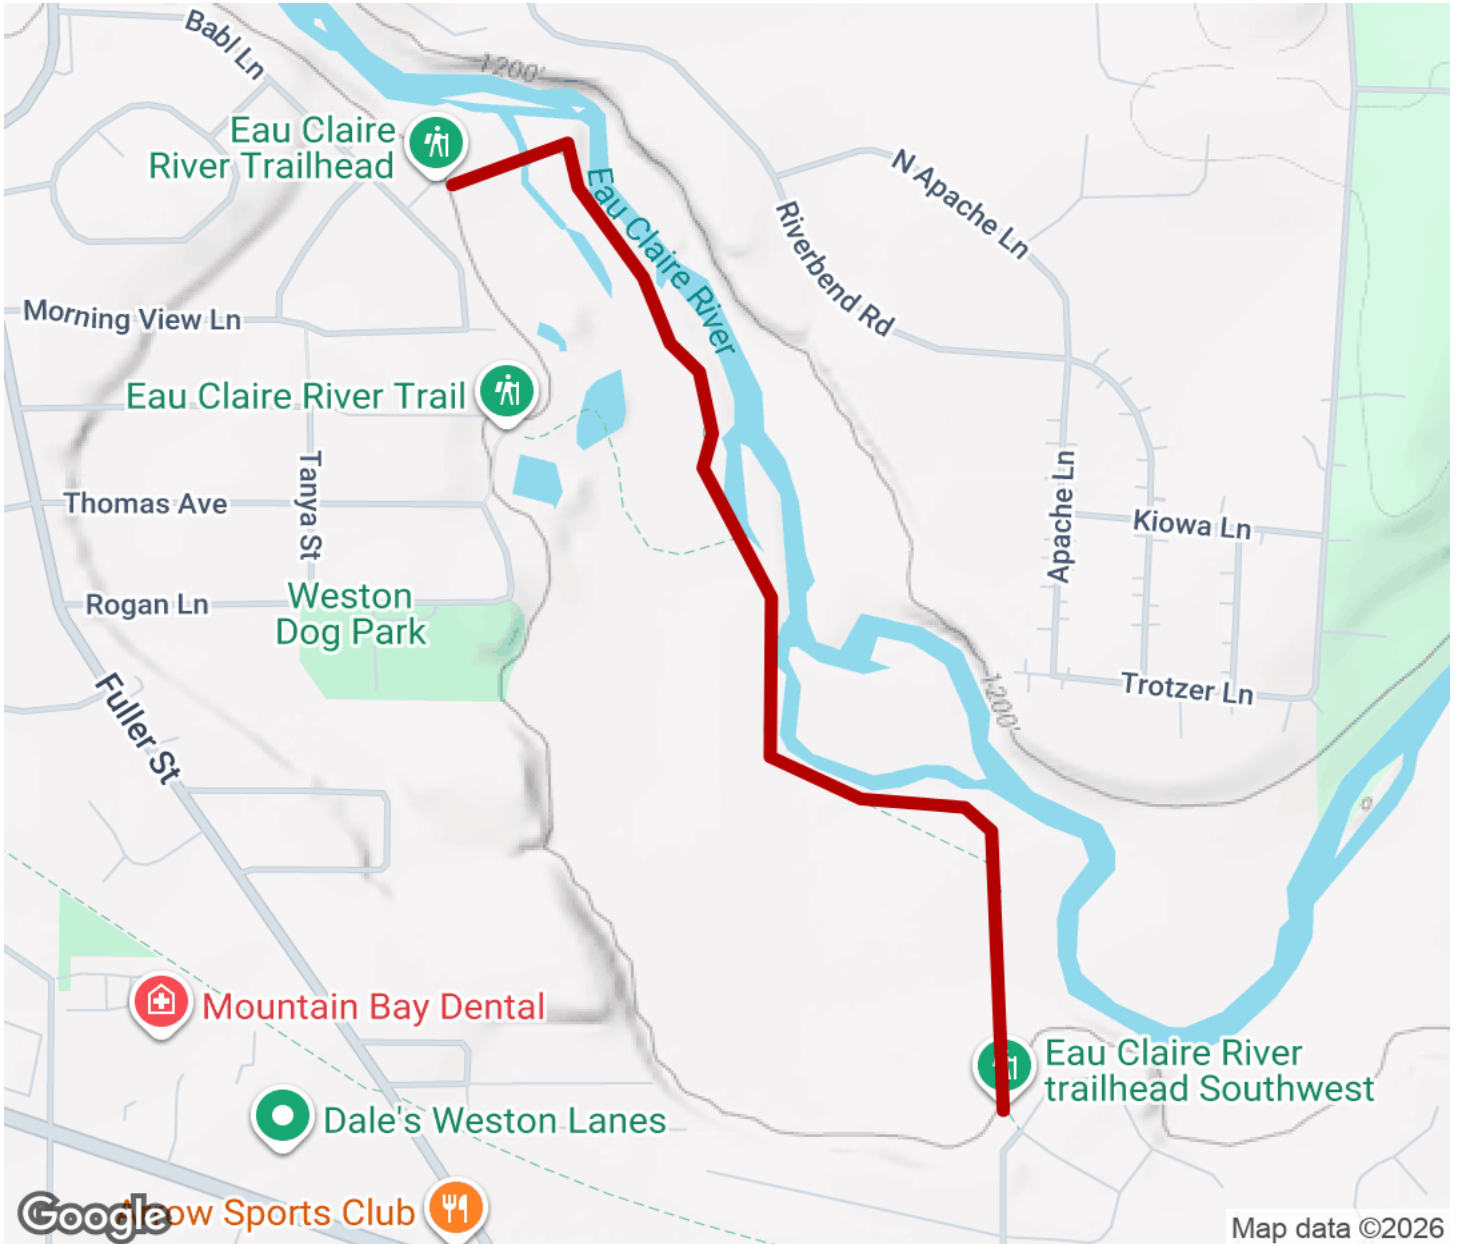 Babl Ln
1200'
Eau Claire
River Trailhead
N Apache Ln
Eau Claire River
Riverbend Rd
Morning View Ln
Eau Claire River Trail
Tanya St
Apache Ln
Thomas Ave
Kiowa Ln
Rogan Ln
Weston
Dog Park
Trotzer Ln
1200'
Fuller St
Mountain Bay Dental
Eau Claire River
trailhead Southwest
Dale's Weston Lanes
Sports Club
Google
Map data ©2026